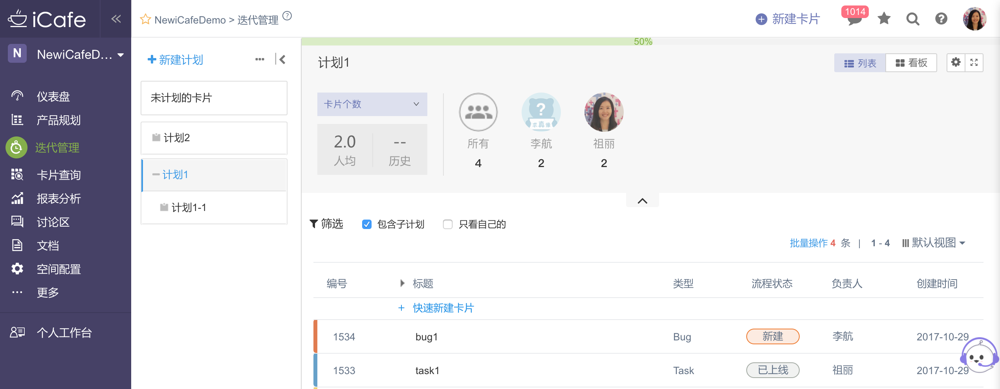 iCafe
NewiCafeDemo > 迭代管理 ?
新建卡片
1014
N NewiCafeD...
仪表盘
产品规划
迭代管理
卡片查询
报表分析
讨论区
文档
空间配置
更多
个人工作台
新建计划
未计划的卡片
计划2
计划1
计划1-1
50%
计划1
列表 看板
卡片个数
2.0 --
人均 历史
所有 李航 祖丽
4 2 2
?
求真像
筛选 包含子计划 只看自己的
批量操作 4 条 | 1 - 4 默认视图
编号 标题 类型 流程状态 负责人 创建时间
+ 快速新建卡片
1534 bug1 Bug 新建 李航 2017-10-29
1533 task1 Task 已上线 祖丽 2017-10-29